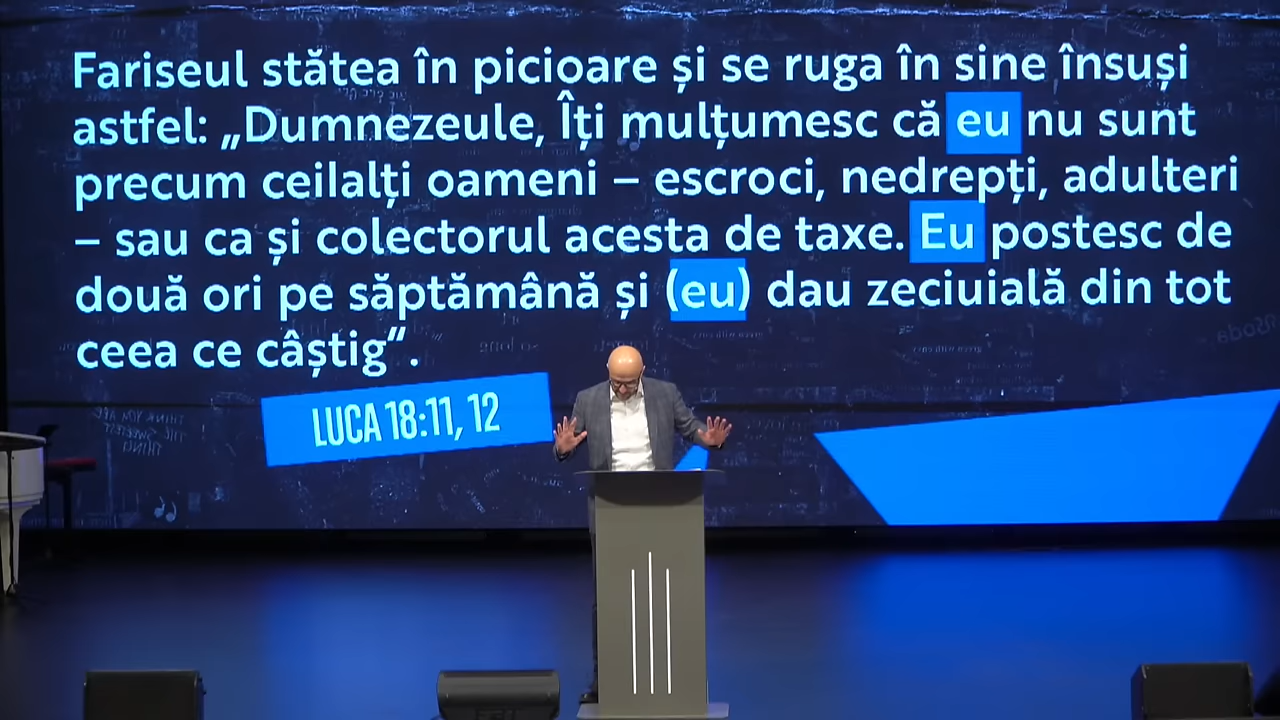 Fariseul stătea în picioare și se ruga în sine însuși
astfel: „Dumnezeule, Îți mulțumesc că eu nu sunt
precum ceilalți oameni – escroci, nedrepți, adulteri
– sau ca și colectorul acesta de taxe. Eu postesc de
două ori pe săptămână și (eu) dau zeciuială din tot
ceea ce câștig“.
LUCA 18:11, 12